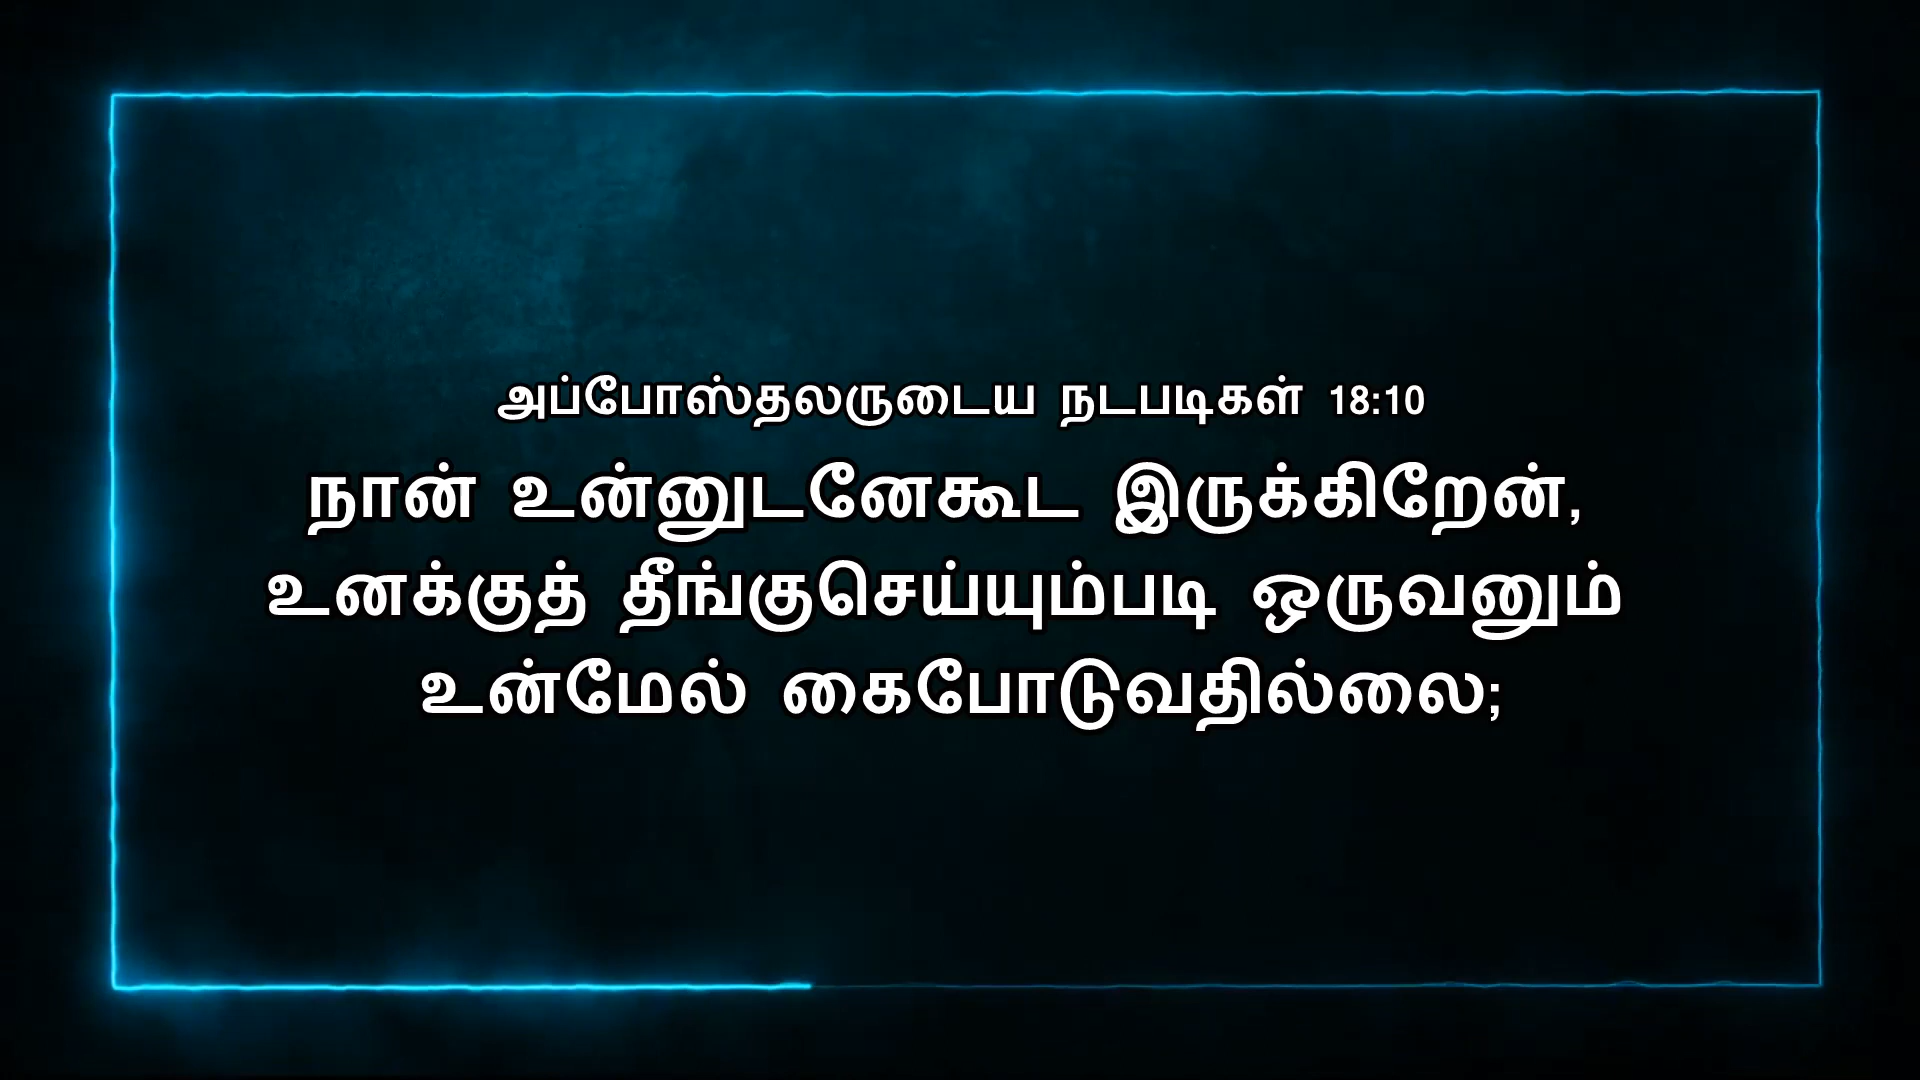 அப்போஸ்தலருடைய நடபடிகள் 18:10
நான் உன்னுடனேகூட இருக்கிறேன்,
உனக்குத் தீங்குசெய்யும்படி ஒருவனும்
உன்மேல் கைபோடுவதில்லை;